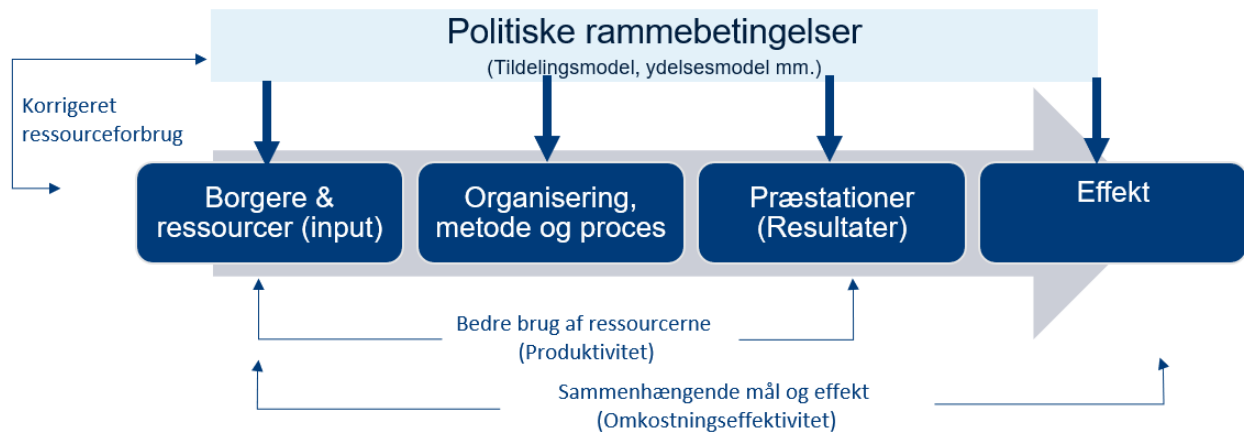 Politiske rammebetingelser
(Tildelingsmodel, ydelsesmodel mm.)
Korrigeret
ressourceforbrug
Borgere &
ressourcer (input)
Organisering,
metode og proces
Præstationer
(Resultater)
Effekt
Bedre brug af ressourcerne
(Produktivitet)
Sammenhængende mål og effekt
(Omkostningseffektivitet)